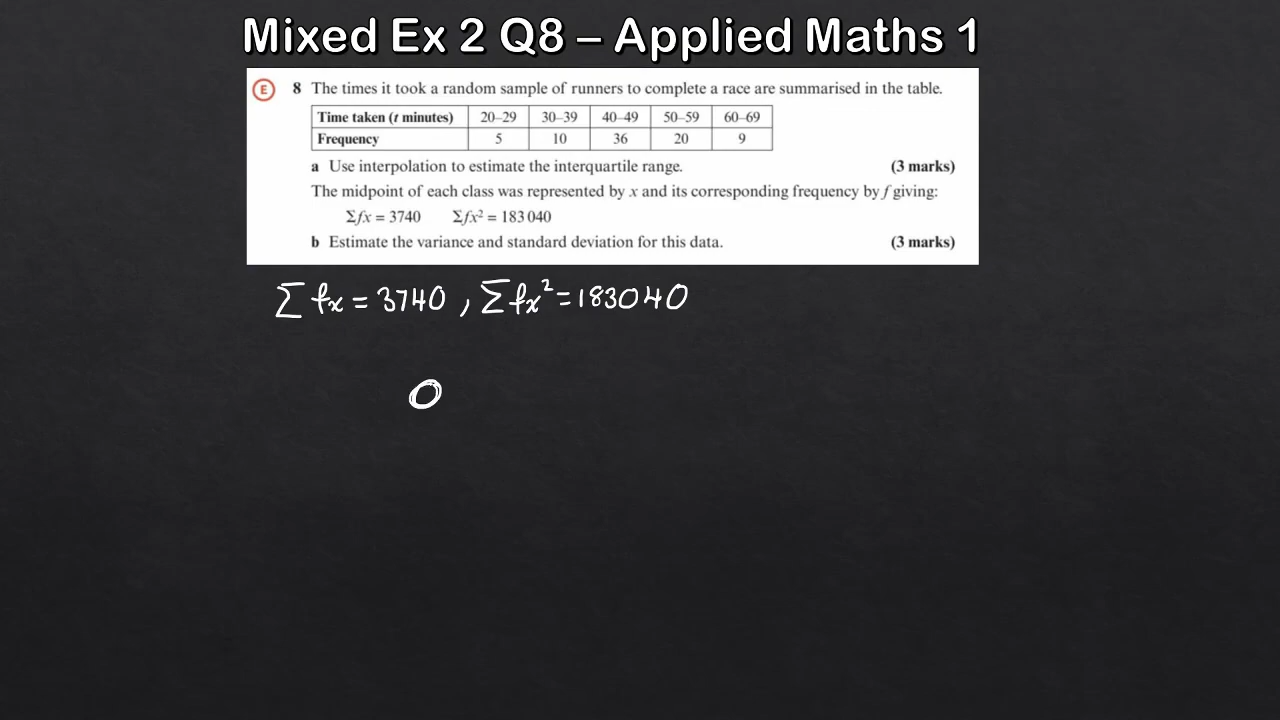 Mixed Ex 2 Q8 – Applied Maths 1
E 8 The times it took a random sample of runners to complete a race are summarised in the table.
Time taken (t minutes) 20–29 30–39 40–49 50–59 60–69
Frequency 5 10 36 20 9
a Use interpolation to estimate the interquartile range. (3 marks)
The midpoint of each class was represented by x and its corresponding frequency by f giving:
Σfx = 3740 Σfx² = 183 040
b Estimate the variance and standard deviation for this data. (3 marks)
Σfx = 3740 , Σfx² = 183040
O